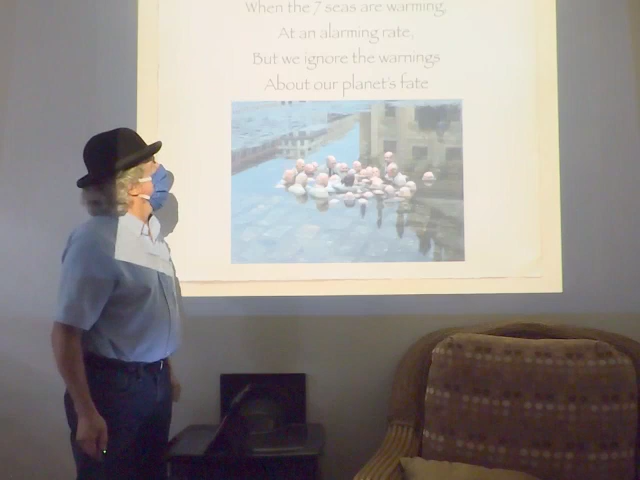 When the 7 seas are warming,
At an alarming rate,
But we ignore the warnings
About our planet's fate